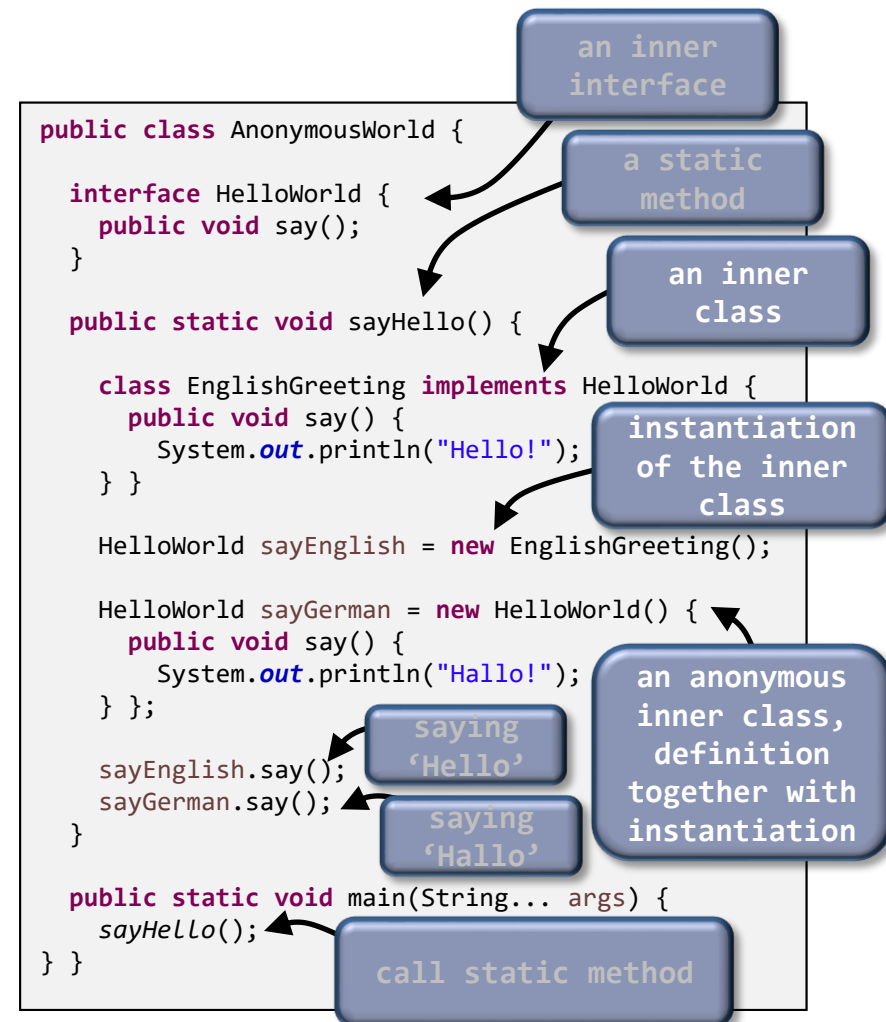 an inner
interface
public class AnonymousWorld {
a static
method
interface HelloWorld {
public void say();
}
an inner
class
public static void sayHello() {
class EnglishGreeting implements HelloWorld {
public void say() {
System.out.println("Hello!");
} }
instantiation
of the inner
class
HelloWorld sayEnglish = new EnglishGreeting();
HelloWorld sayGerman = new HelloWorld() {
public void say() {
System.out.println("Hallo!");
} };
an anonymous
inner class,
definition
together with
instantiation
saying
‘Hello’
sayEnglish.say();
sayGerman.say();
}
saying
‘Hallo’
public static void main(String... args) {
sayHello();
} }
call static method